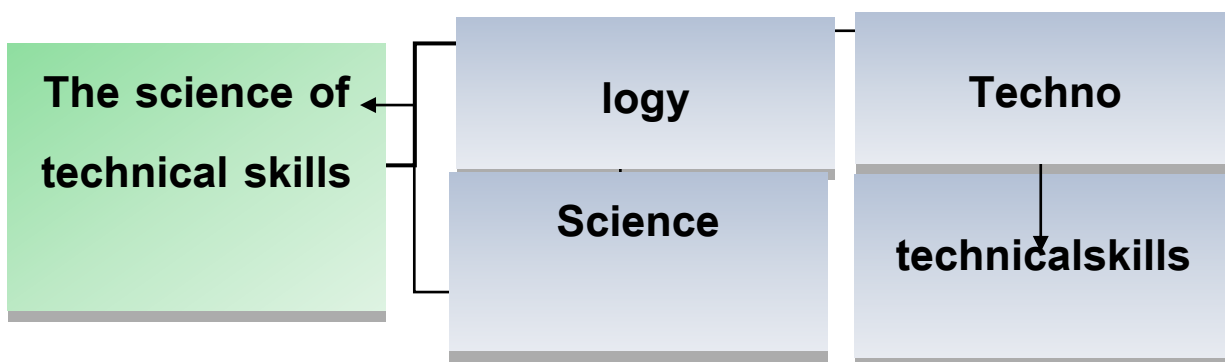 The science of
technical skills
logy
Techno
Science
technicalskills